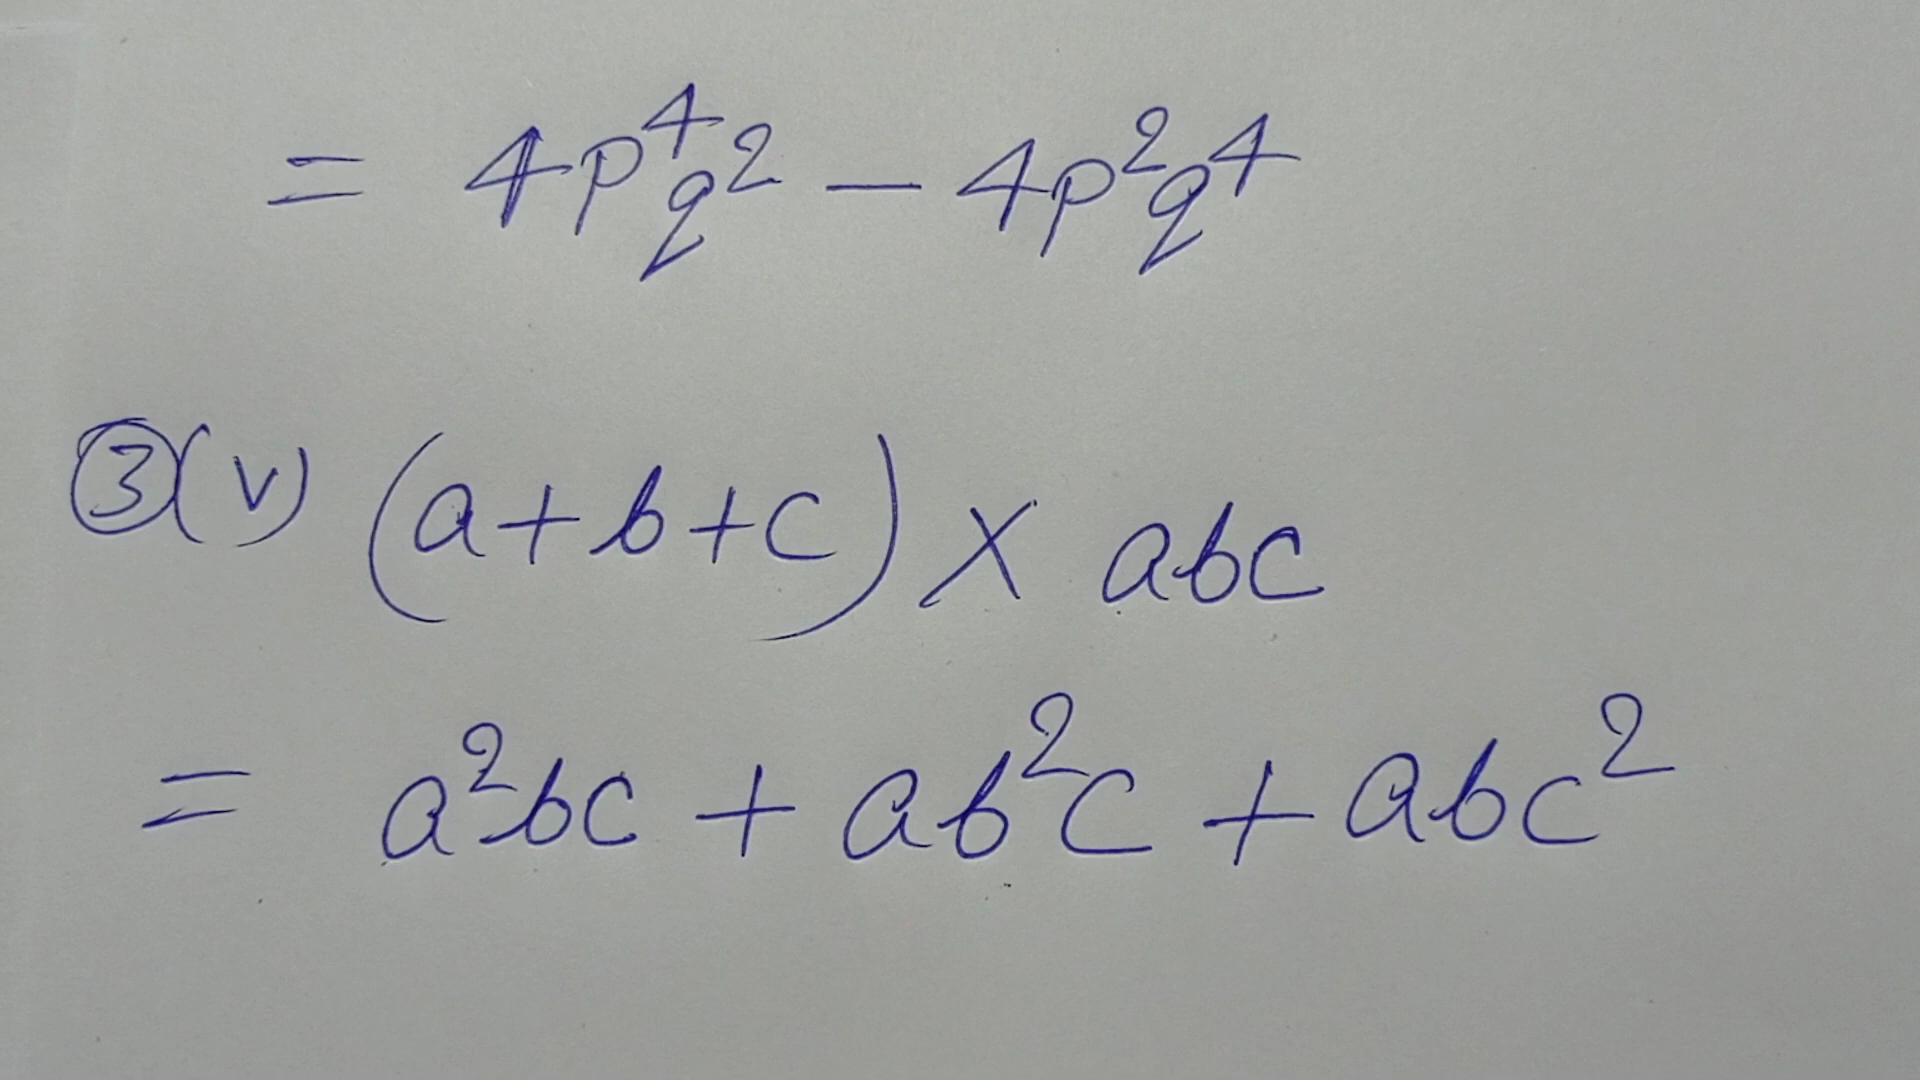 = 4p⁴q² - 4p²q⁴
③(v) (a+b+c) × abc
= a²bc + ab²c + abc²